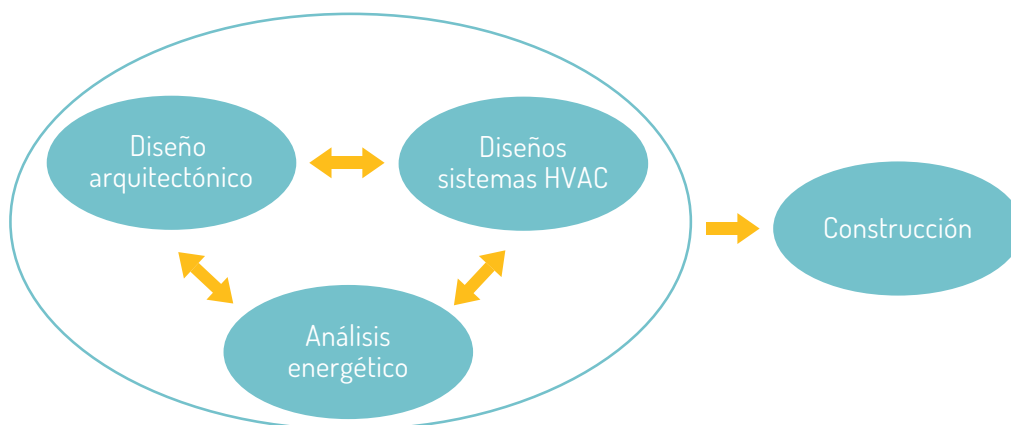 Diseño
arquitectónico
Diseños
sistemas HVAC
Análisis
energético
Construcción